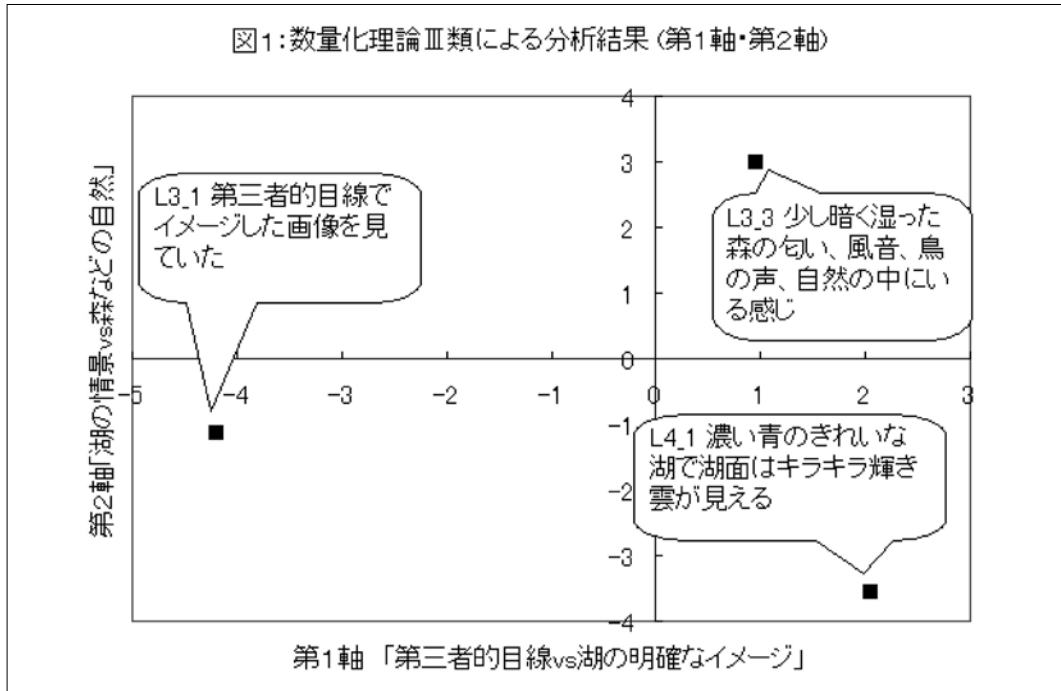 図1:数量化理論Ⅲ類による分析結果(第1軸・第2軸)
第2軸「湖の情景vs森などの自然」
4
3
2
1
0
-1
-2
-3
-4
-5
-4
-3
-2
-1
0
1
2
3
L3_1 第三者的目線で
イメージした画像を見
ていた
L3_3 少し暗く湿った
森の匂い、風音、鳥
の声、自然の中にい
る感じ
L4_1 濃い青のきれいな
湖で湖面はキラキラ輝き
雲が見える
第1軸 「第三者的目線vs湖の明確なイメージ」